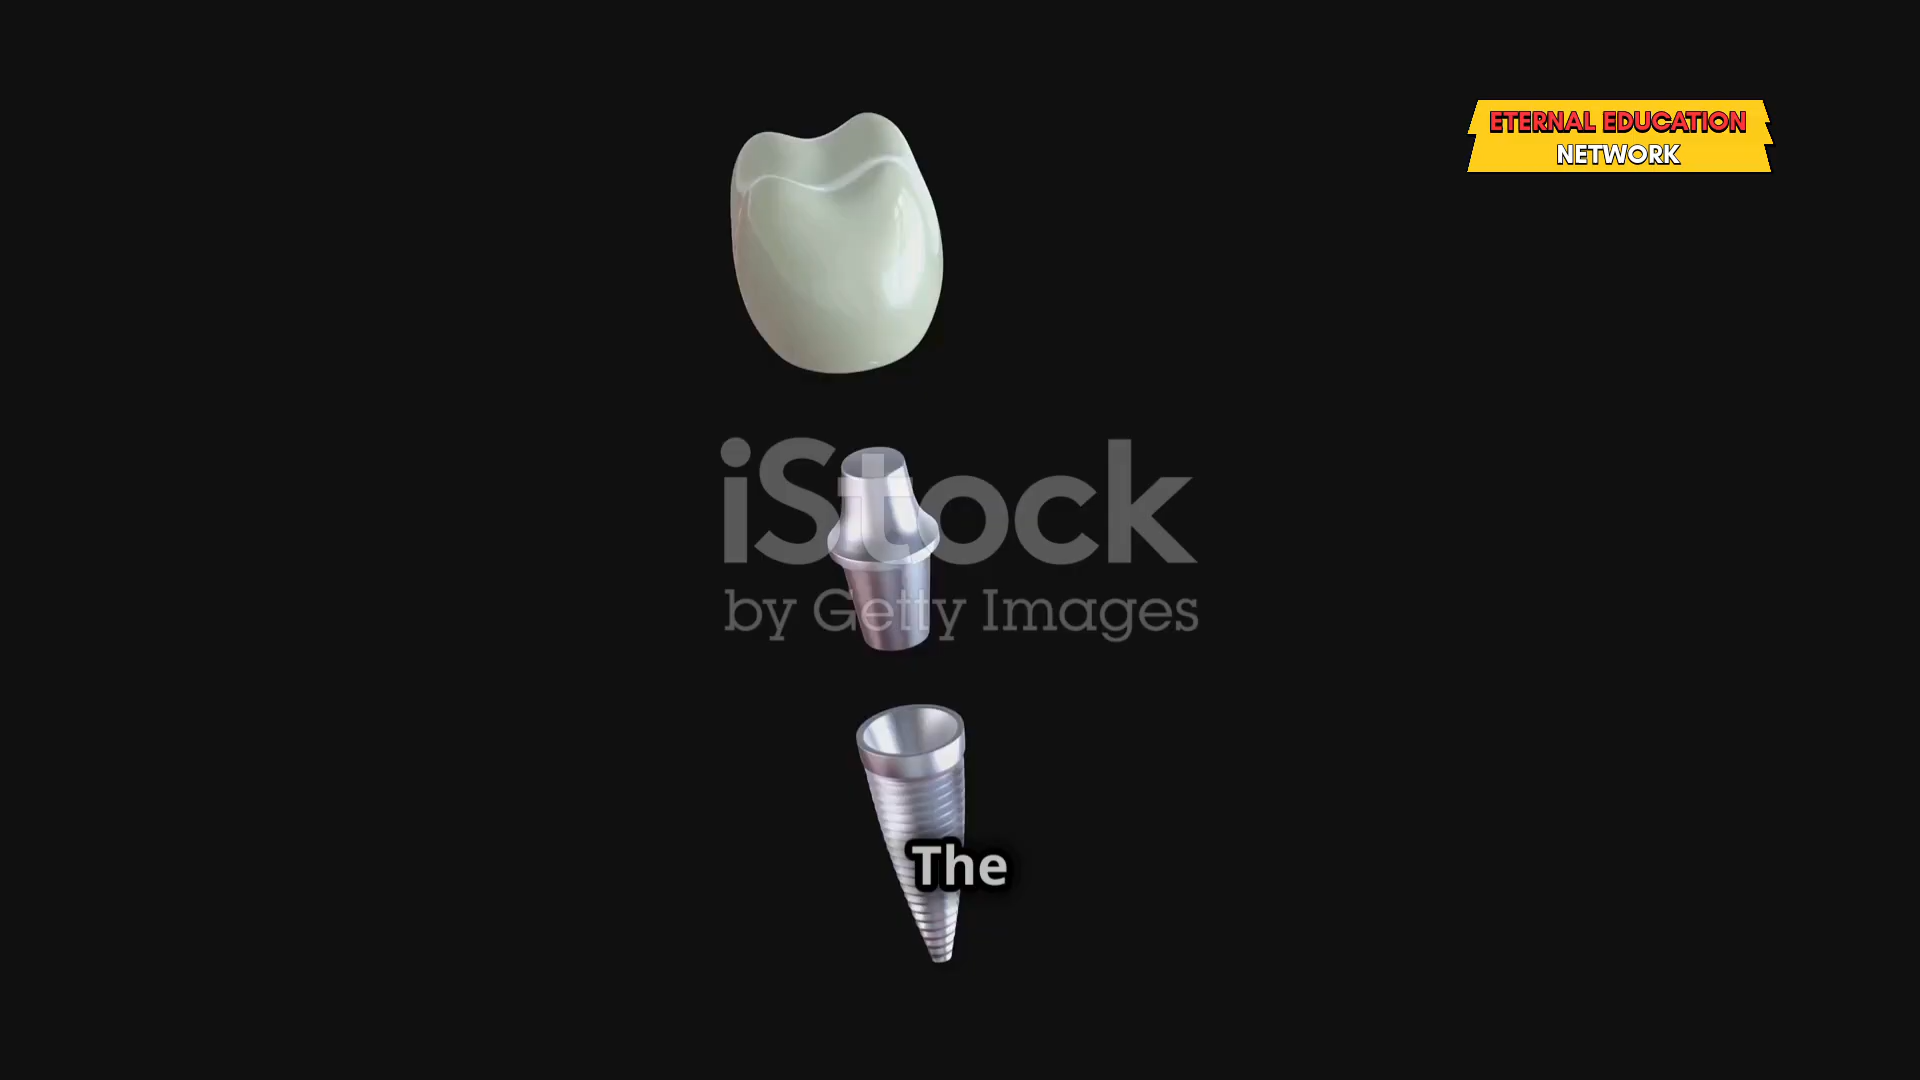 ETERNAL EDUCATION
NETWORK
iStock
by Getty Images
The